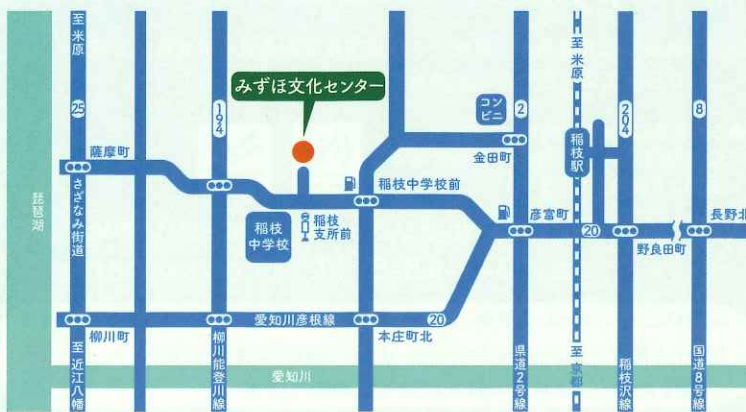 至 米原
至 米原
みずほ文化センター
25
194
コンビニ
2
204
8
薩摩町
金田町
稲枝駅
さざなみ街道
琵琶湖
稲枝中学校前
稲枝
中学校
稲枝
支所前
彦富町
20
野良田町
長野北
柳川町
愛知川彦根線
本庄町北
20
至 近江八幡
柳川能登川線
愛知川
県道2号線
至 京都
稲枝沢線
国道8号線